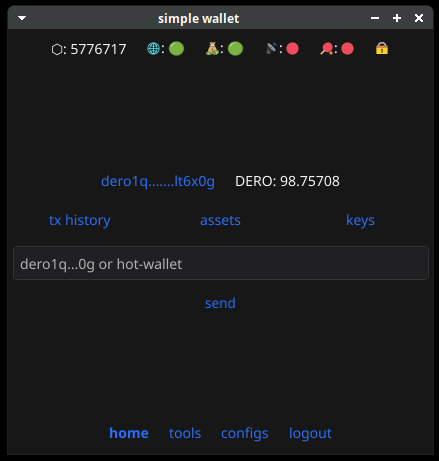 simple wallet
⬡: 5776717 🌐: 🟢 🧸: 🟢 📡: 🔴 🏓: 🔴 🔒
dero1q.......lt6x0g DERO: 98.75708
tx history assets keys
dero1q...0g or hot-wallet
send
home tools configs logout